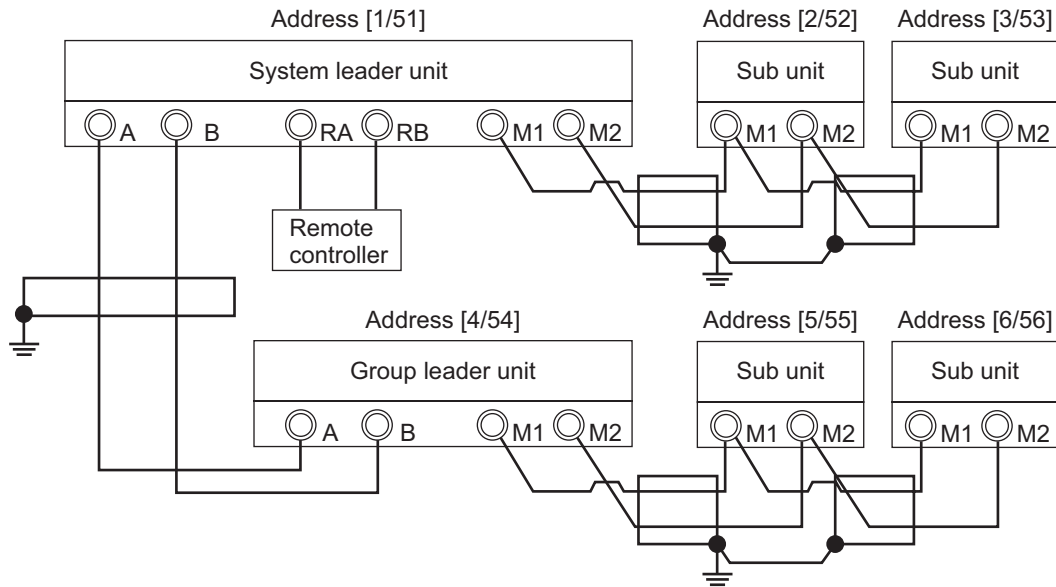 Address [1/51]
Address [2/52]
Address [3/53]
System leader unit
Sub unit
Sub unit
A
B
RA
RB
M1
M2
M1
M2
M1
M2
Remote
controller
Address [4/54]
Address [5/55]
Address [6/56]
Group leader unit
Sub unit
Sub unit
A
B
M1
M2
M1
M2
M1
M2